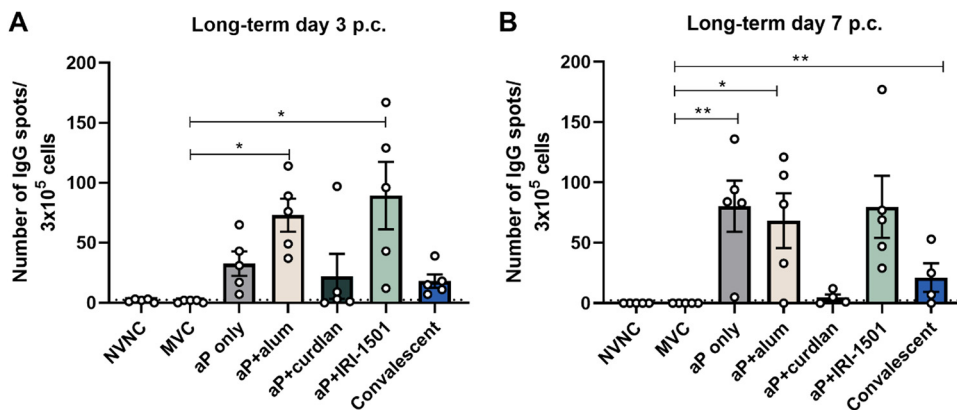 A
Long-term day 3 p.c.
Number of IgG spots/
3x10⁵ cells
200
150
100
50
0
*
*
NVNC
MVC
aP only
aP+alum
aP+curdlan
aP+IRI-1501
Convalescent
B
Long-term day 7 p.c.
Number of IgG spots/
3x10⁵ cells
200
150
100
50
0
**
*
**
NVNC
MVC
aP only
aP+alum
aP+curdlan
aP+IRI-1501
Convalescent